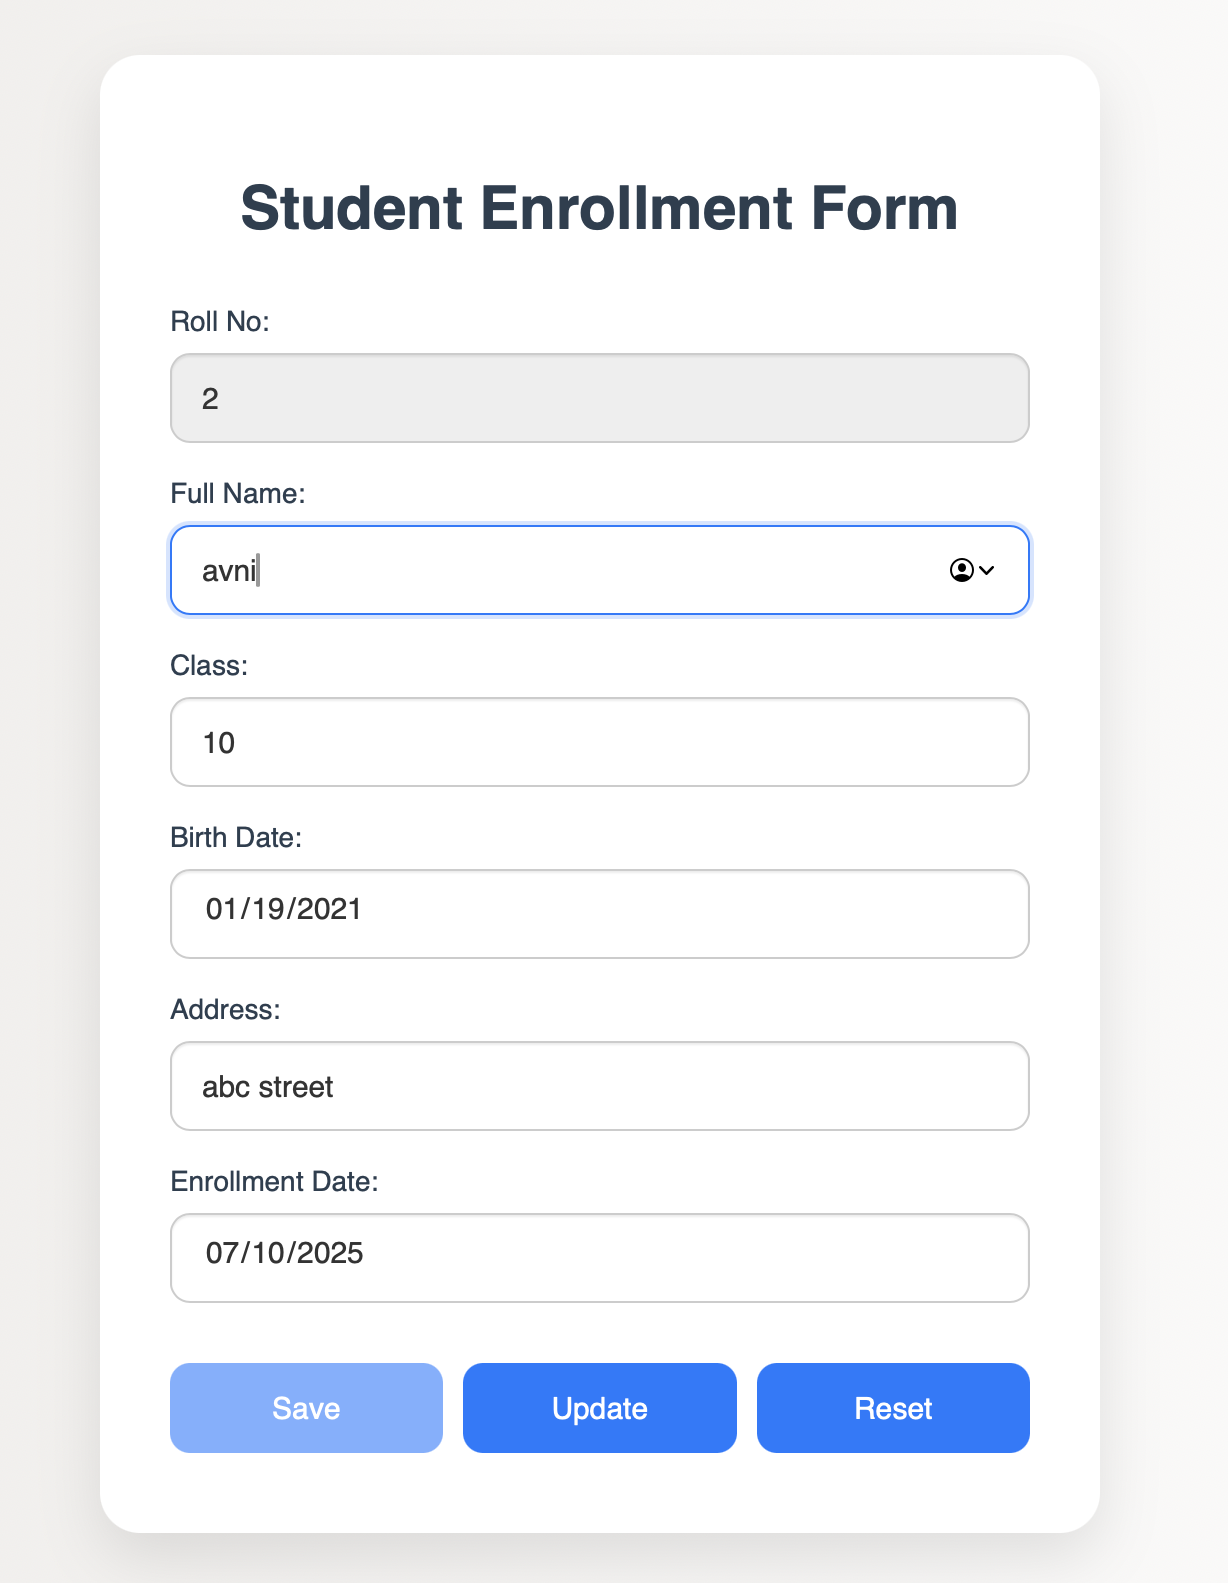 Student Enrollment Form
Roll No:
2
Full Name:
avni
Class:
10
Birth Date:
01/19/2021
Address:
abc street
Enrollment Date:
07/10/2025
Save Update Reset